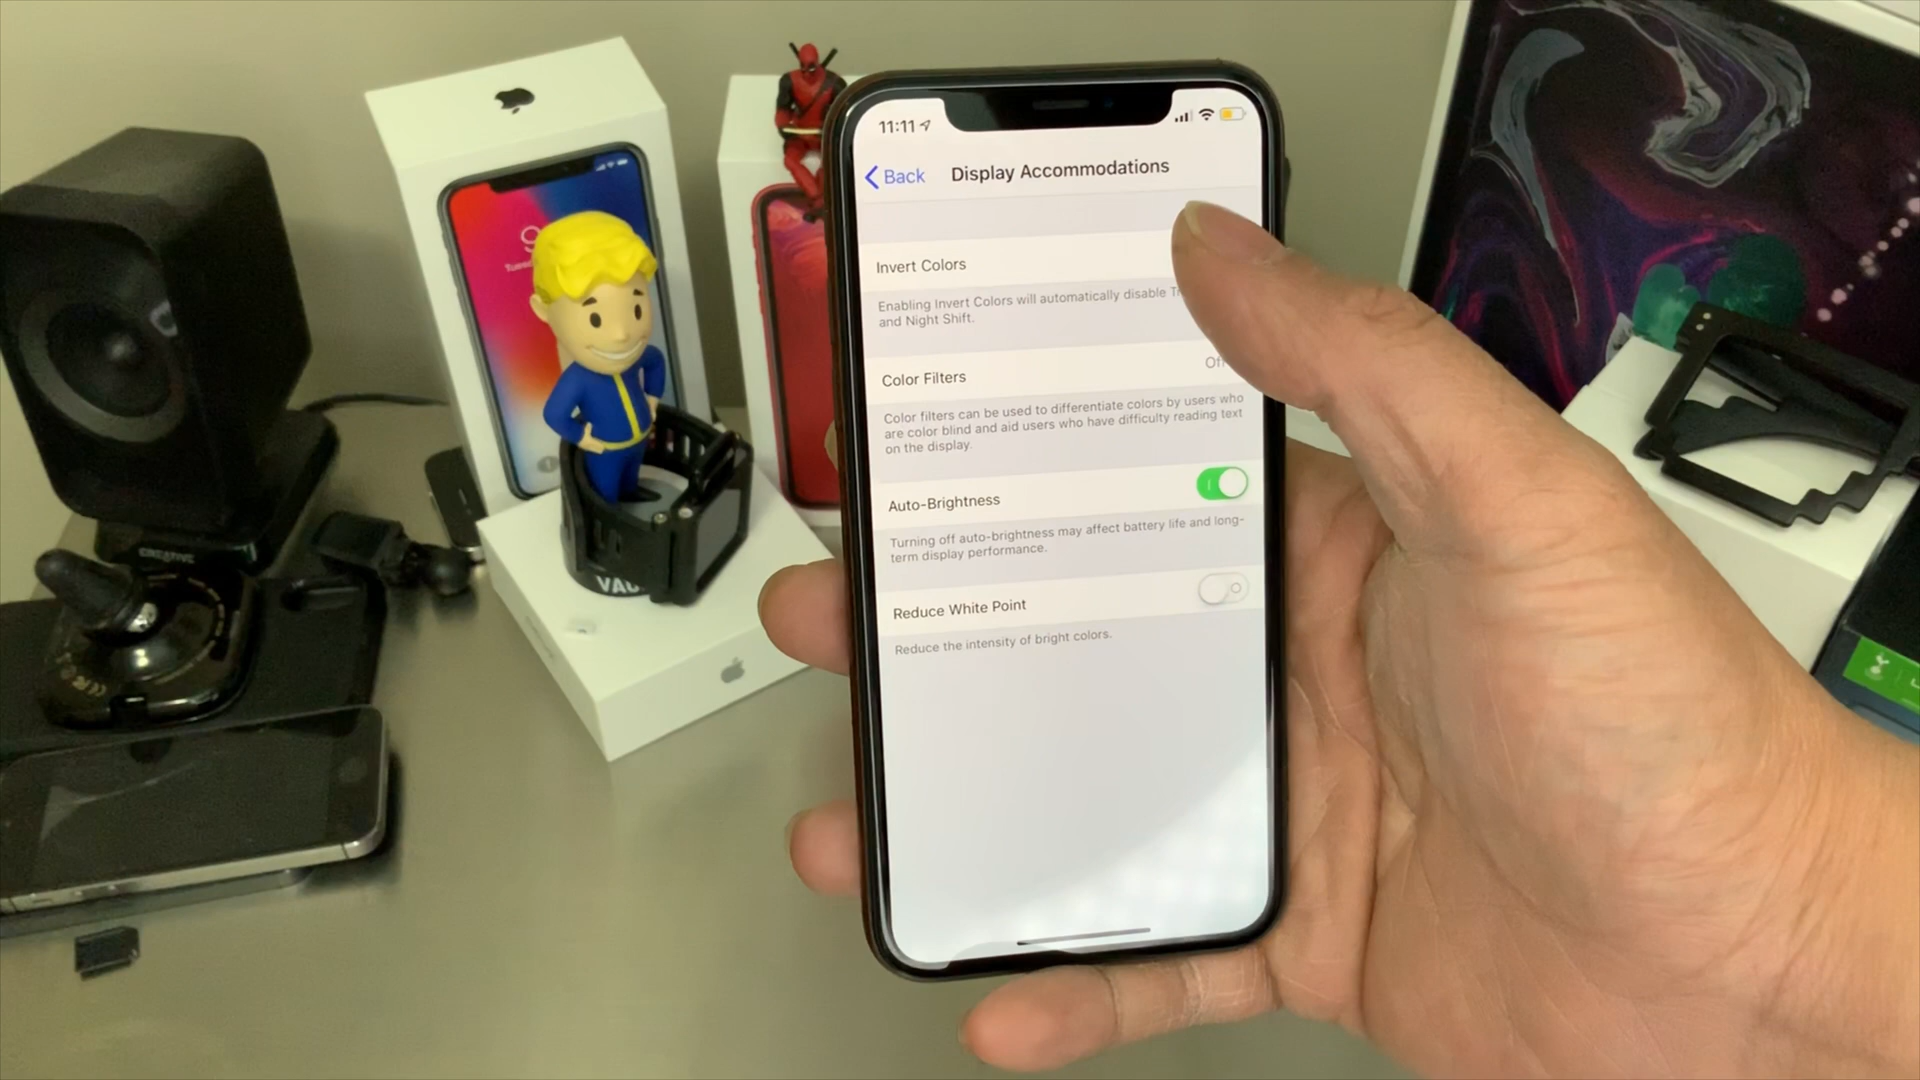 11:11
Back
Display Accommodations
Invert Colors
Enabling Invert Colors will automatically disable
and Night Shift.
Color Filters
Color filters can be used to differentiate colors by users who
are color blind and aid users who have difficulty reading text
on the display.
Auto-Brightness
Turning off auto-brightness may affect battery life and long-
term display performance.
Reduce White Point
Reduce the intensity of bright colors.
CREATIVE
VAU